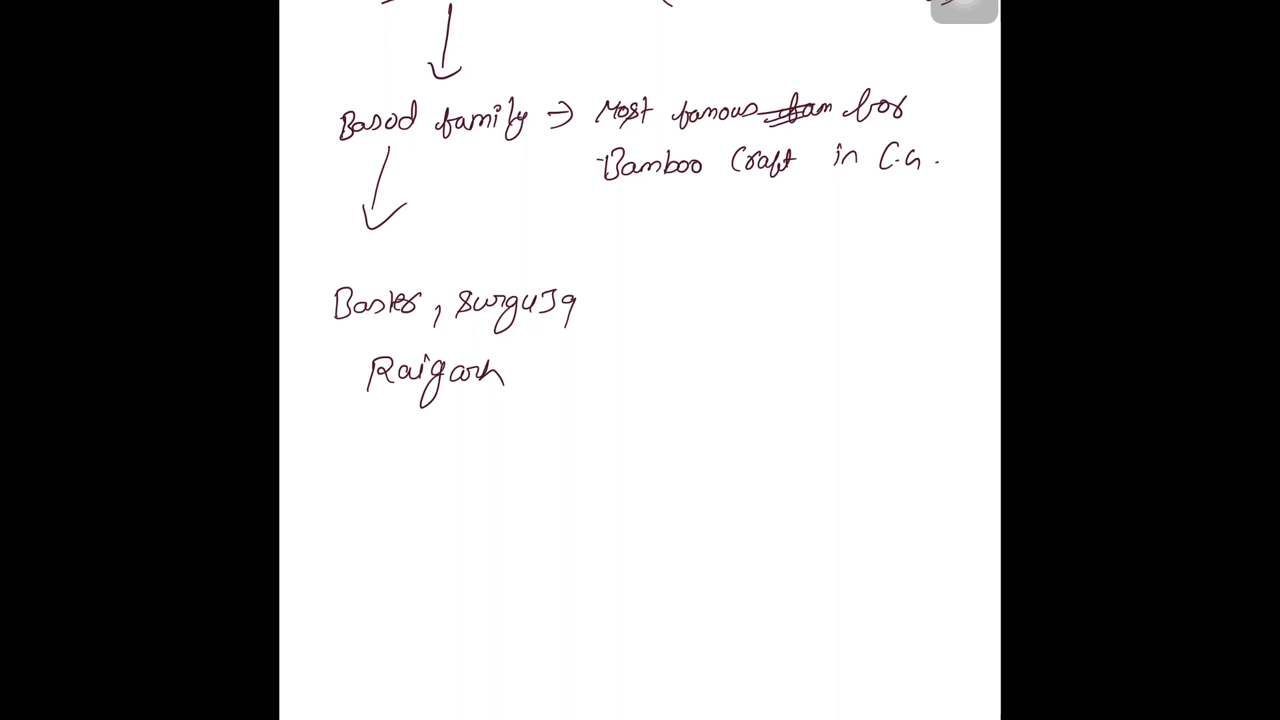 Basod family → Most famous for
Bamboo Craft in C.G.
Baster, Surguja
Raigarh